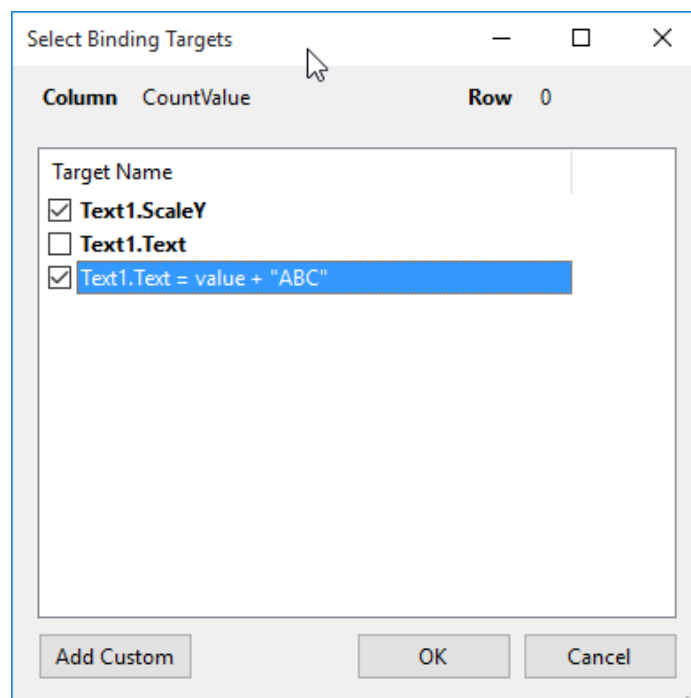 Select Binding Targets
Column CountValue Row 0
Target Name
Text1.ScaleY
Text1.Text
Text1.Text = value + "ABC"
Add Custom OK Cancel